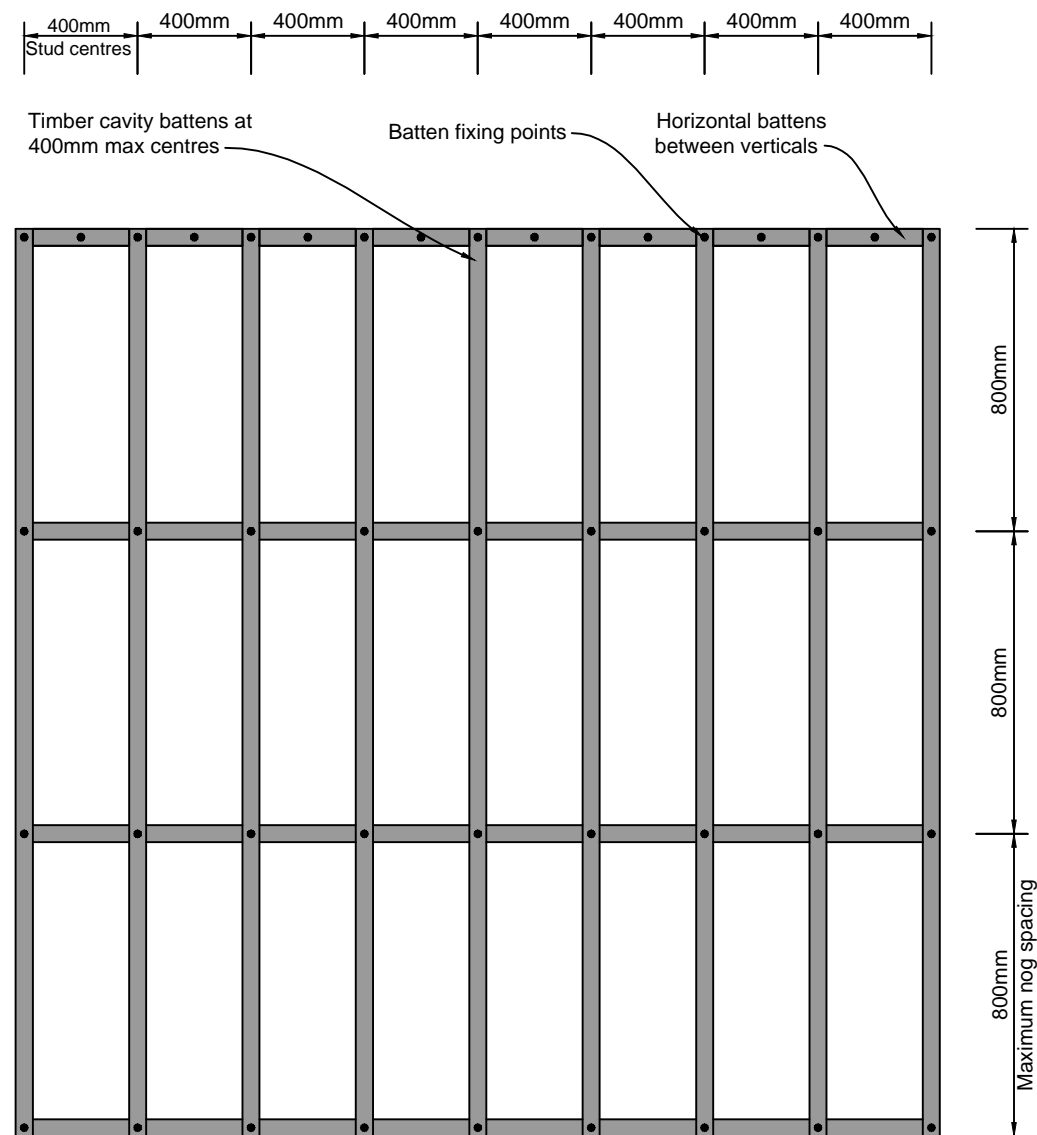 400mm
400mm
400mm
400mm
400mm
400mm
400mm
400mm
Stud centres
Timber cavity battens at
400mm max centres
Batten fixing points
Horizontal battens
between verticals
800mm
800mm
800mm
Maximum nog spacing